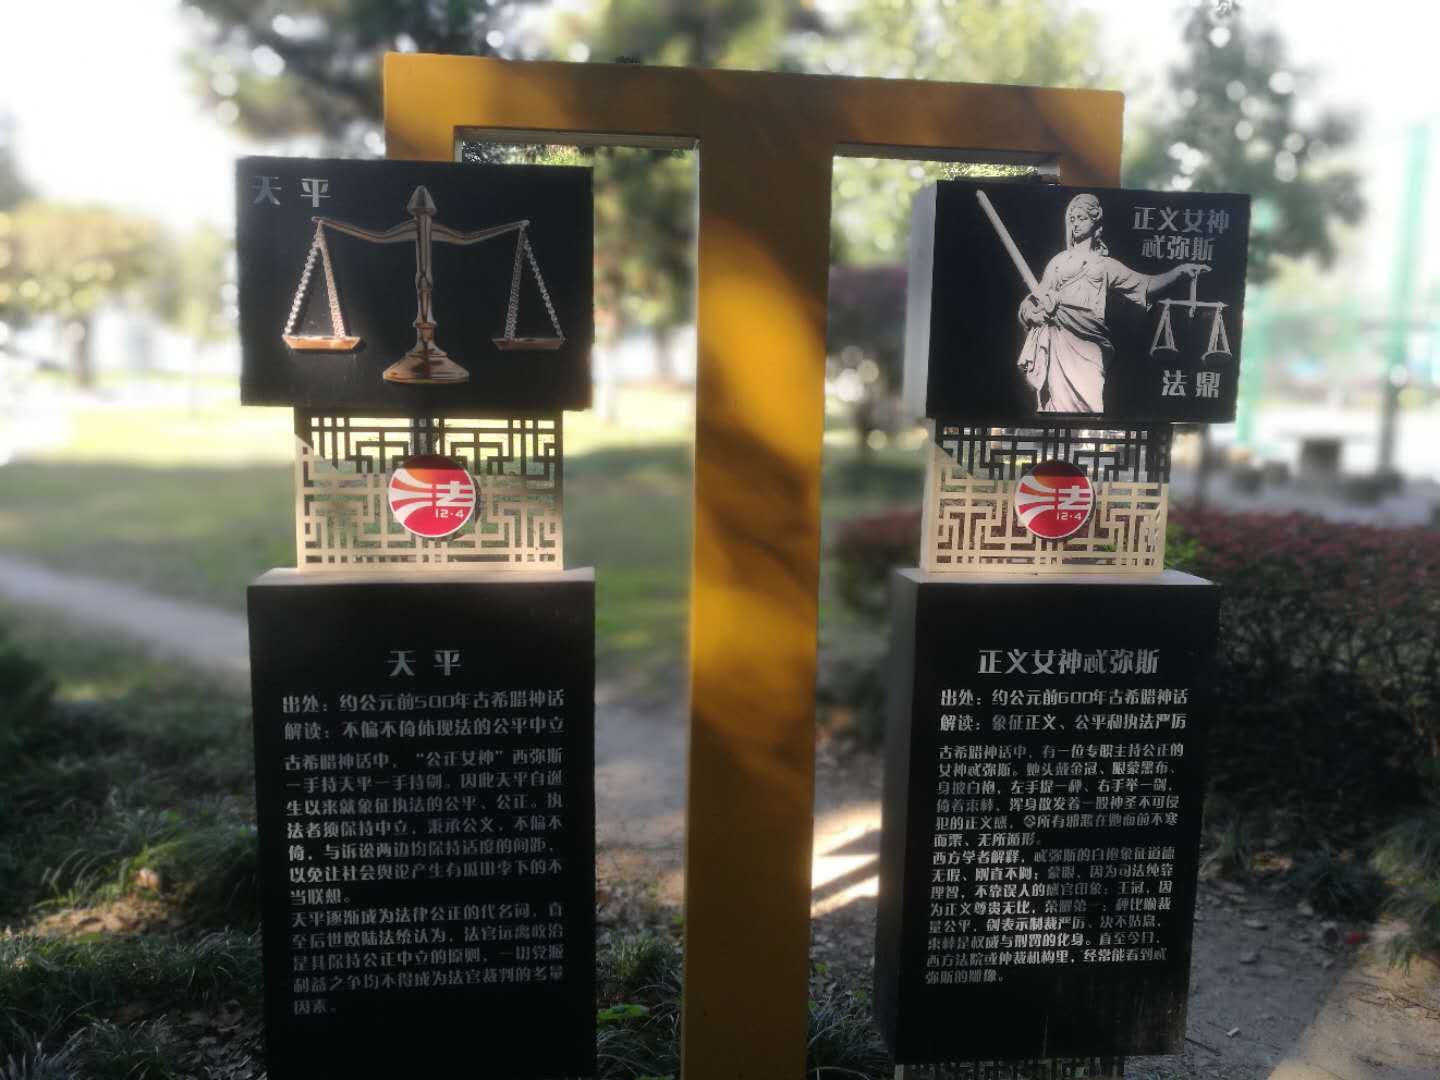 天平
法
12·4
天平
出处：约公元前500年古希腊神话
解读：不偏不倚体现法的公平中立
古希腊神话中，“公正女神”西弥斯
一手持天平一手持剑。因此天平自诞
生以来就象征执法的公平、公正。执
法者须保持中立，秉承公义，不偏不
倚，与诉讼两边均保持适度的间距，
以免让社会舆论产生有瓜田李下的不
当联想。
天平逐渐成为法律公正的代名词，直
至后世欧陆法统认为，法官远离政治
是其保持公正中立的原则，一切党派
利益之争均不得成为法官裁判的考量
因素。
正义女神
忒弥斯
法鼎
法
12·4
正义女神忒弥斯
出处：约公元前600年古希腊神话
解读：象征正义、公平和执法严厉
古希腊神话中，有一位专职主持公正的
女神忒弥斯。她头戴金冠、眼蒙黑布、
身披白袍，左手提一秤、右手举一剑，
倚着束棒，浑身散发着一股神圣不可侵
犯的正义感，令所有邪恶在她面前不寒
而栗、无所遁形。
西方学者解释，忒弥斯的白袍象征道德
无瑕、刚直不阿；蒙眼、因为司法纯靠
理智，不靠误人的感官印象；王冠，因
为正义尊贵无比，荣耀第一；秤比喻裁
量公平，剑表示制裁严厉、决不姑息，
束棒是权威与刑罚的化身。直至今日，
西方法院或仲裁机构里，经常能看到忒
弥斯的雕像。